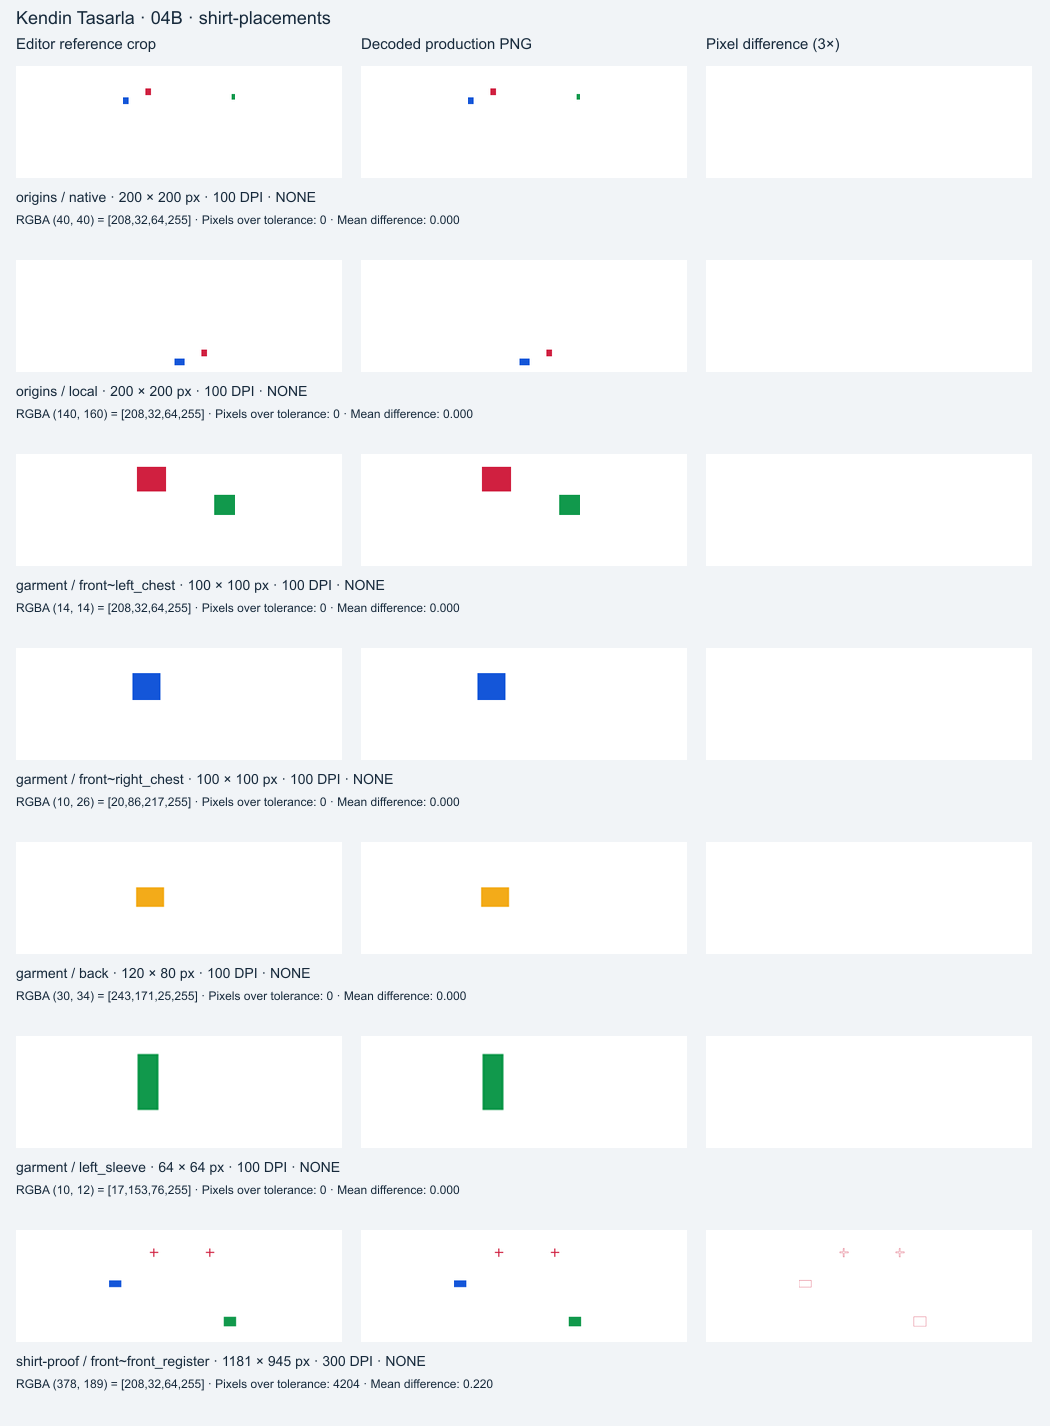 Kendin Tasarla · 04B · shirt-placements
Editor reference crop
Decoded production PNG
Pixel difference (3×)
origins / native · 200 × 200 px · 100 DPI · NONE
RGBA (40, 40) = [208,32,64,255] · Pixels over tolerance: 0 · Mean difference: 0.000
origins / local · 200 × 200 px · 100 DPI · NONE
RGBA (140, 160) = [208,32,64,255] · Pixels over tolerance: 0 · Mean difference: 0.000
garment / front~left_chest · 100 × 100 px · 100 DPI · NONE
RGBA (14, 14) = [208,32,64,255] · Pixels over tolerance: 0 · Mean difference: 0.000
garment / front~right_chest · 100 × 100 px · 100 DPI · NONE
RGBA (10, 26) = [20,86,217,255] · Pixels over tolerance: 0 · Mean difference: 0.000
garment / back · 120 × 80 px · 100 DPI · NONE
RGBA (30, 34) = [243,171,25,255] · Pixels over tolerance: 0 · Mean difference: 0.000
garment / left_sleeve · 64 × 64 px · 100 DPI · NONE
RGBA (10, 12) = [17,153,76,255] · Pixels over tolerance: 0 · Mean difference: 0.000
shirt-proof / front~front_register · 1181 × 945 px · 300 DPI · NONE
RGBA (378, 189) = [208,32,64,255] · Pixels over tolerance: 4204 · Mean difference: 0.220